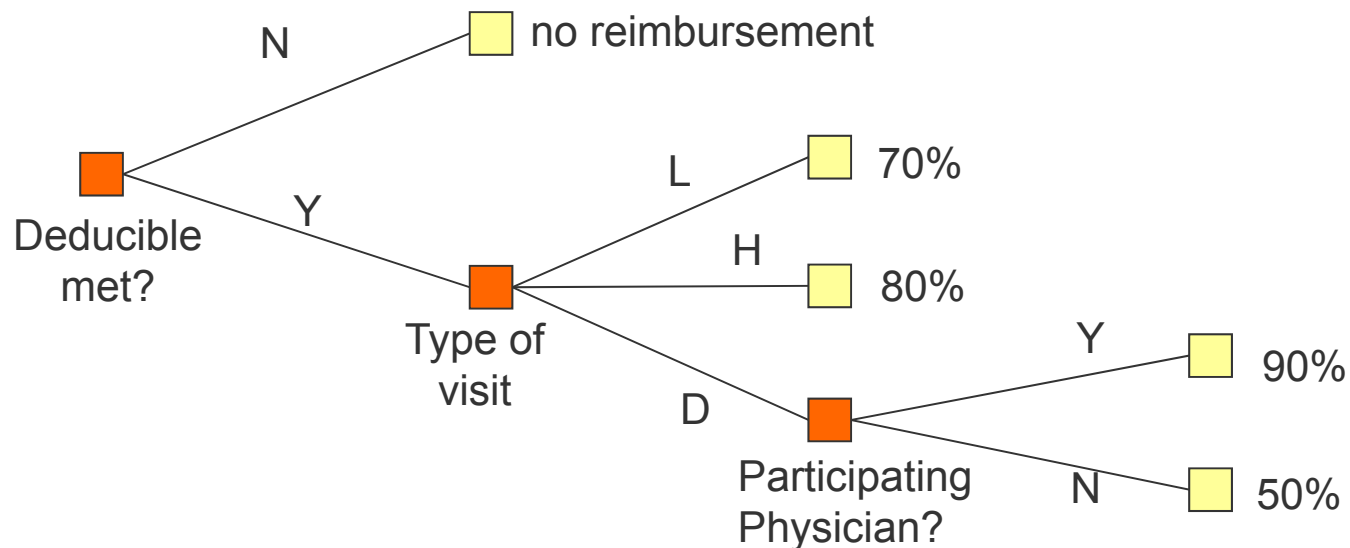 N
no reimbursement
Deducible
met?
Y
L
70%
H
80%
Type of
visit
D
Y
90%
Participating
Physician?
N
50%